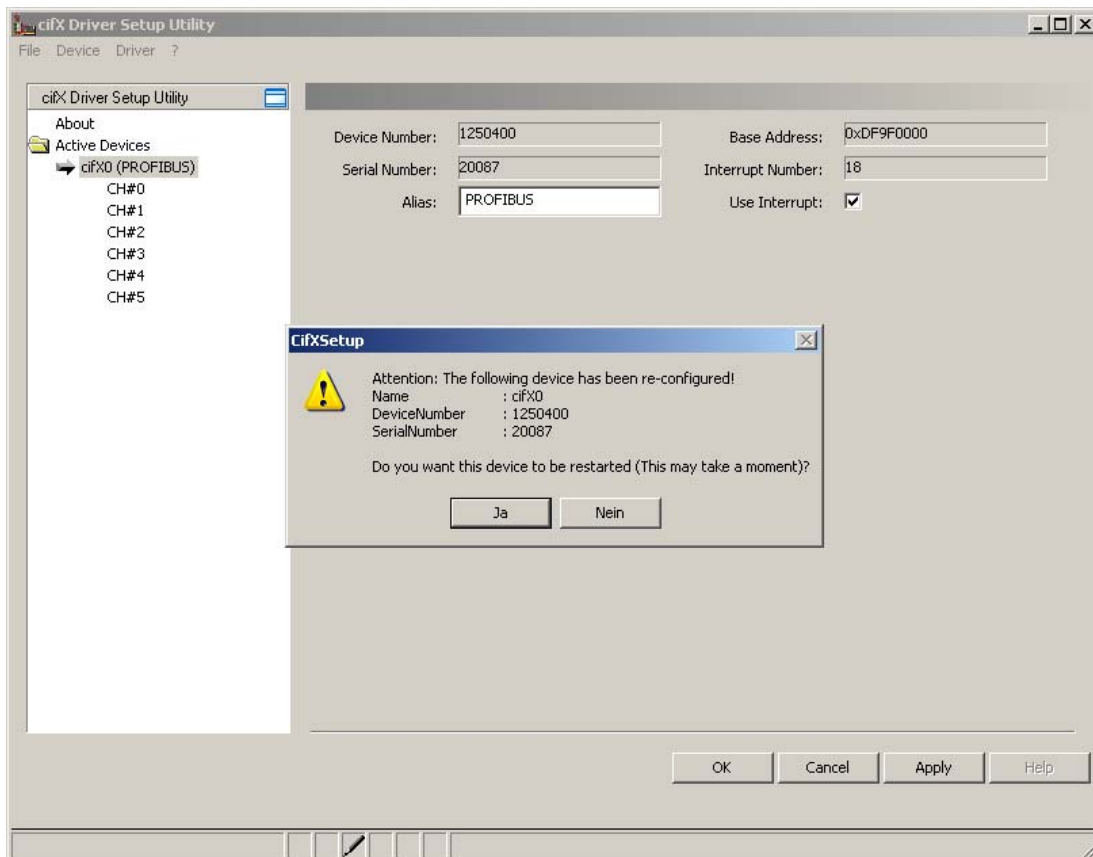 cifX Driver Setup Utility
File Device Driver ?
cifX Driver Setup Utility
About
Active Devices
cifX0 (PROFIBUS)
CH#0
CH#1
CH#2
CH#3
CH#4
CH#5
Device Number: 1250400 Base Address: 0xDF9F0000
Serial Number: 20087 Interrupt Number: 18
Alias: PROFIBUS Use Interrupt:
CifXSetup
Attention: The following device has been re-configured!
Name : cifX0
DeviceNumber : 1250400
SerialNumber : 20087
Do you want this device to be restarted (This may take a moment)?
Ja Nein
OK Cancel Apply Help